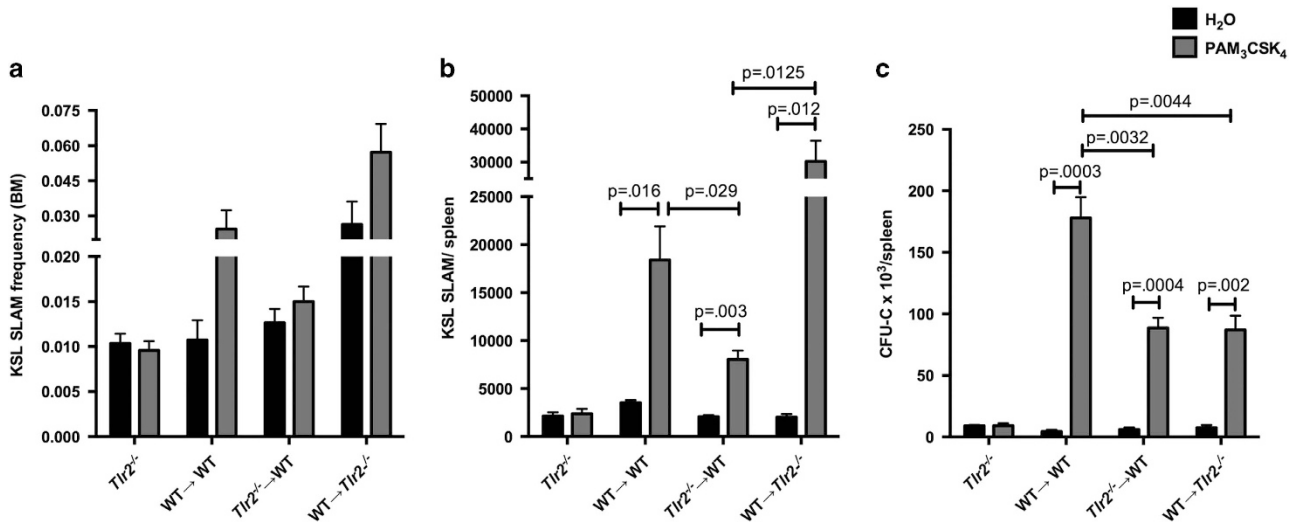 H₂O
PAM₃CSK₄
a
KSL SLAM frequency (BM)
0.075
0.060
0.045
0.030
0.020
0.015
0.010
0.005
0.000
Tlr2⁻/⁻
WT→ WT
Tlr2⁻/⁻→WT
WT→Tlr2⁻/⁻
b
KSL SLAM/ spleen
50000
40000
30000
25000
20000
15000
10000
5000
0
p=.0125
p=.012
p=.016
p=.029
p=.003
Tlr2⁻/⁻
WT→ WT
Tlr2⁻/⁻→WT
WT→Tlr2⁻/⁻
c
CFU-C x 10³/spleen
250
200
150
100
50
0
p=.0044
p=.0032
p=.0003
p=.0004
p=.002
Tlr2⁻/⁻
WT→ WT
Tlr2⁻/⁻→WT
WT→Tlr2⁻/⁻